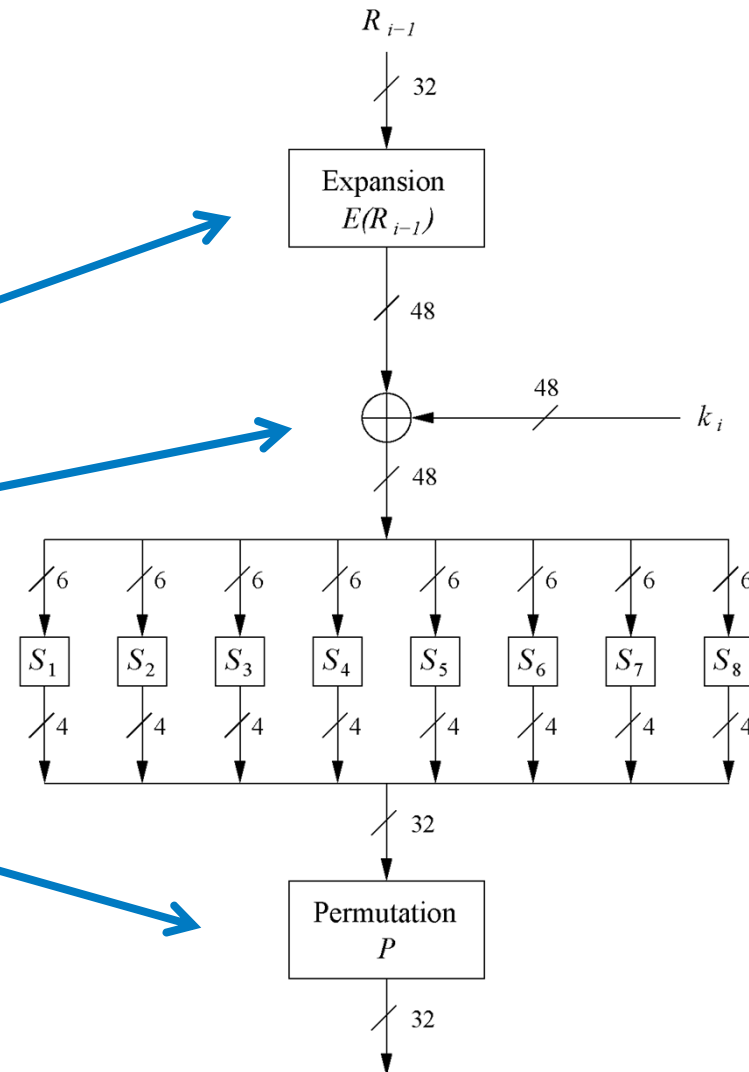 R i−1
32
Expansion
E(R i−1)
48
48
k i
48
6 6 6 6 6 6 6 6
S1 S2 S3 S4 S5 S6 S7 S8
4 4 4 4 4 4 4 4
32
Permutation
P
32